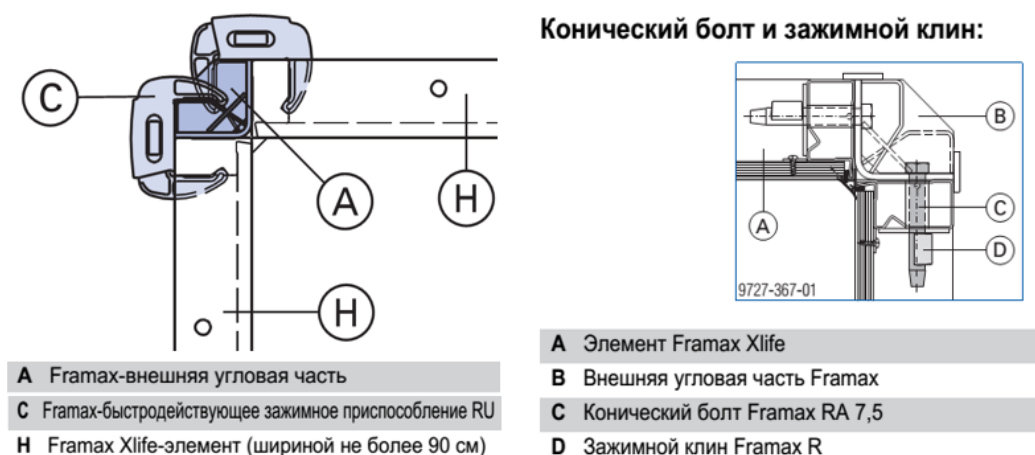 C
A
H
H
A Framax-внешняя угловая часть
C Framax-быстродействующее зажимное приспособление RU
H Framax Xlife-элемент (шириной не более 90 см)
Конический болт и зажимной клин:
B
A
C
D
9727-367-01
A Элемент Framax Xlife
B Внешняя угловая часть Framax
C Конический болт Framax RA 7,5
D Зажимной клин Framax R